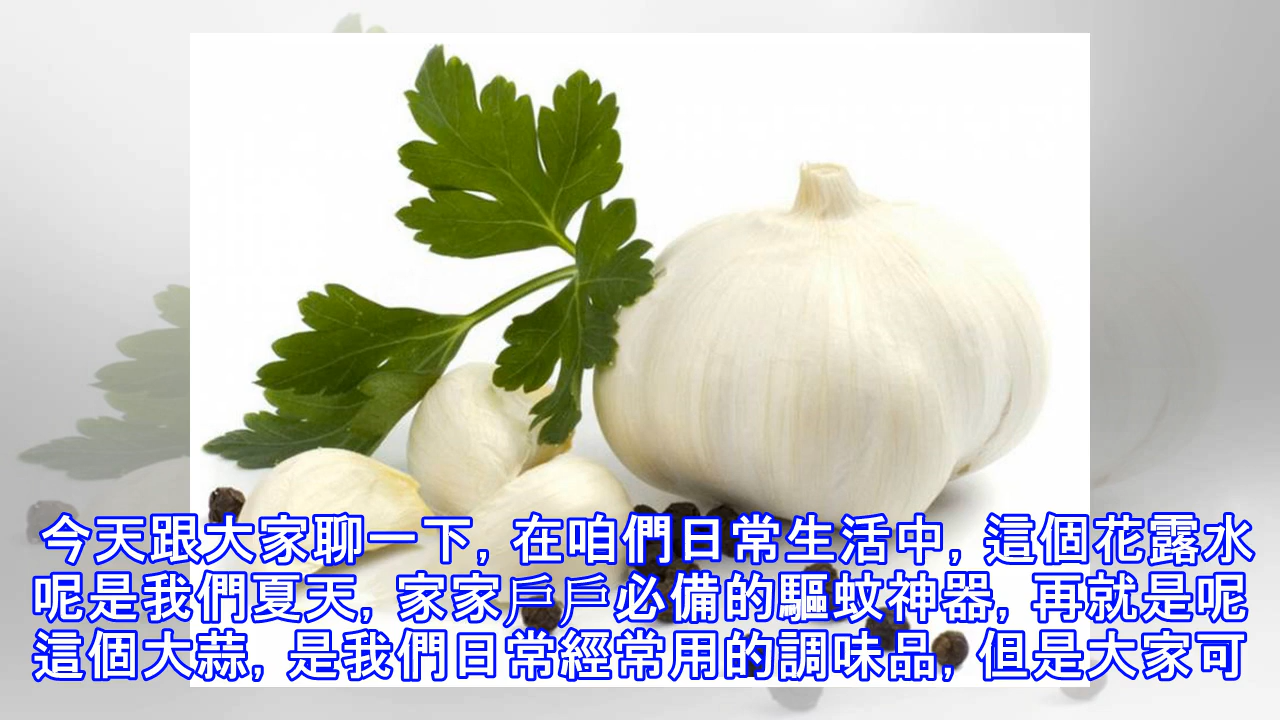 今天跟大家聊一下, 在咱們日常生活中, 這個花露水
呢是我們夏天, 家家戶戶必備的驅蚊神器, 再就是呢
這個大蒜, 是我們日常經常用的調味品, 但是大家可